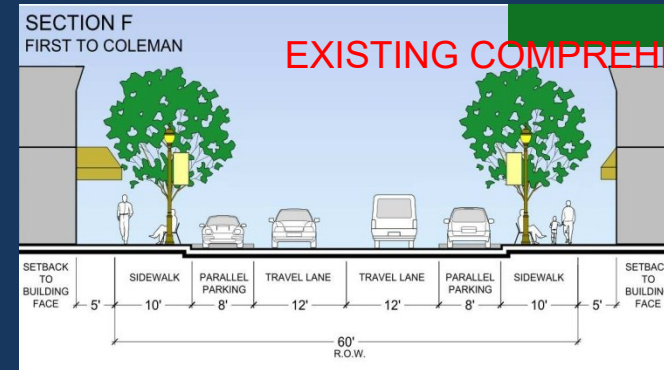 SECTION F
FIRST TO COLEMAN
EXISTING COMPREH
SETBACK
TO
BUILDING
FACE
5'
SIDEWALK
10'
PARALLEL
PARKING
8'
TRAVEL LANE
12'
TRAVEL LANE
12'
PARALLEL
PARKING
8'
SIDEWALK
10'
5'
SETBAC
TO
BUILDIN
FACE
60'
R.O.W.